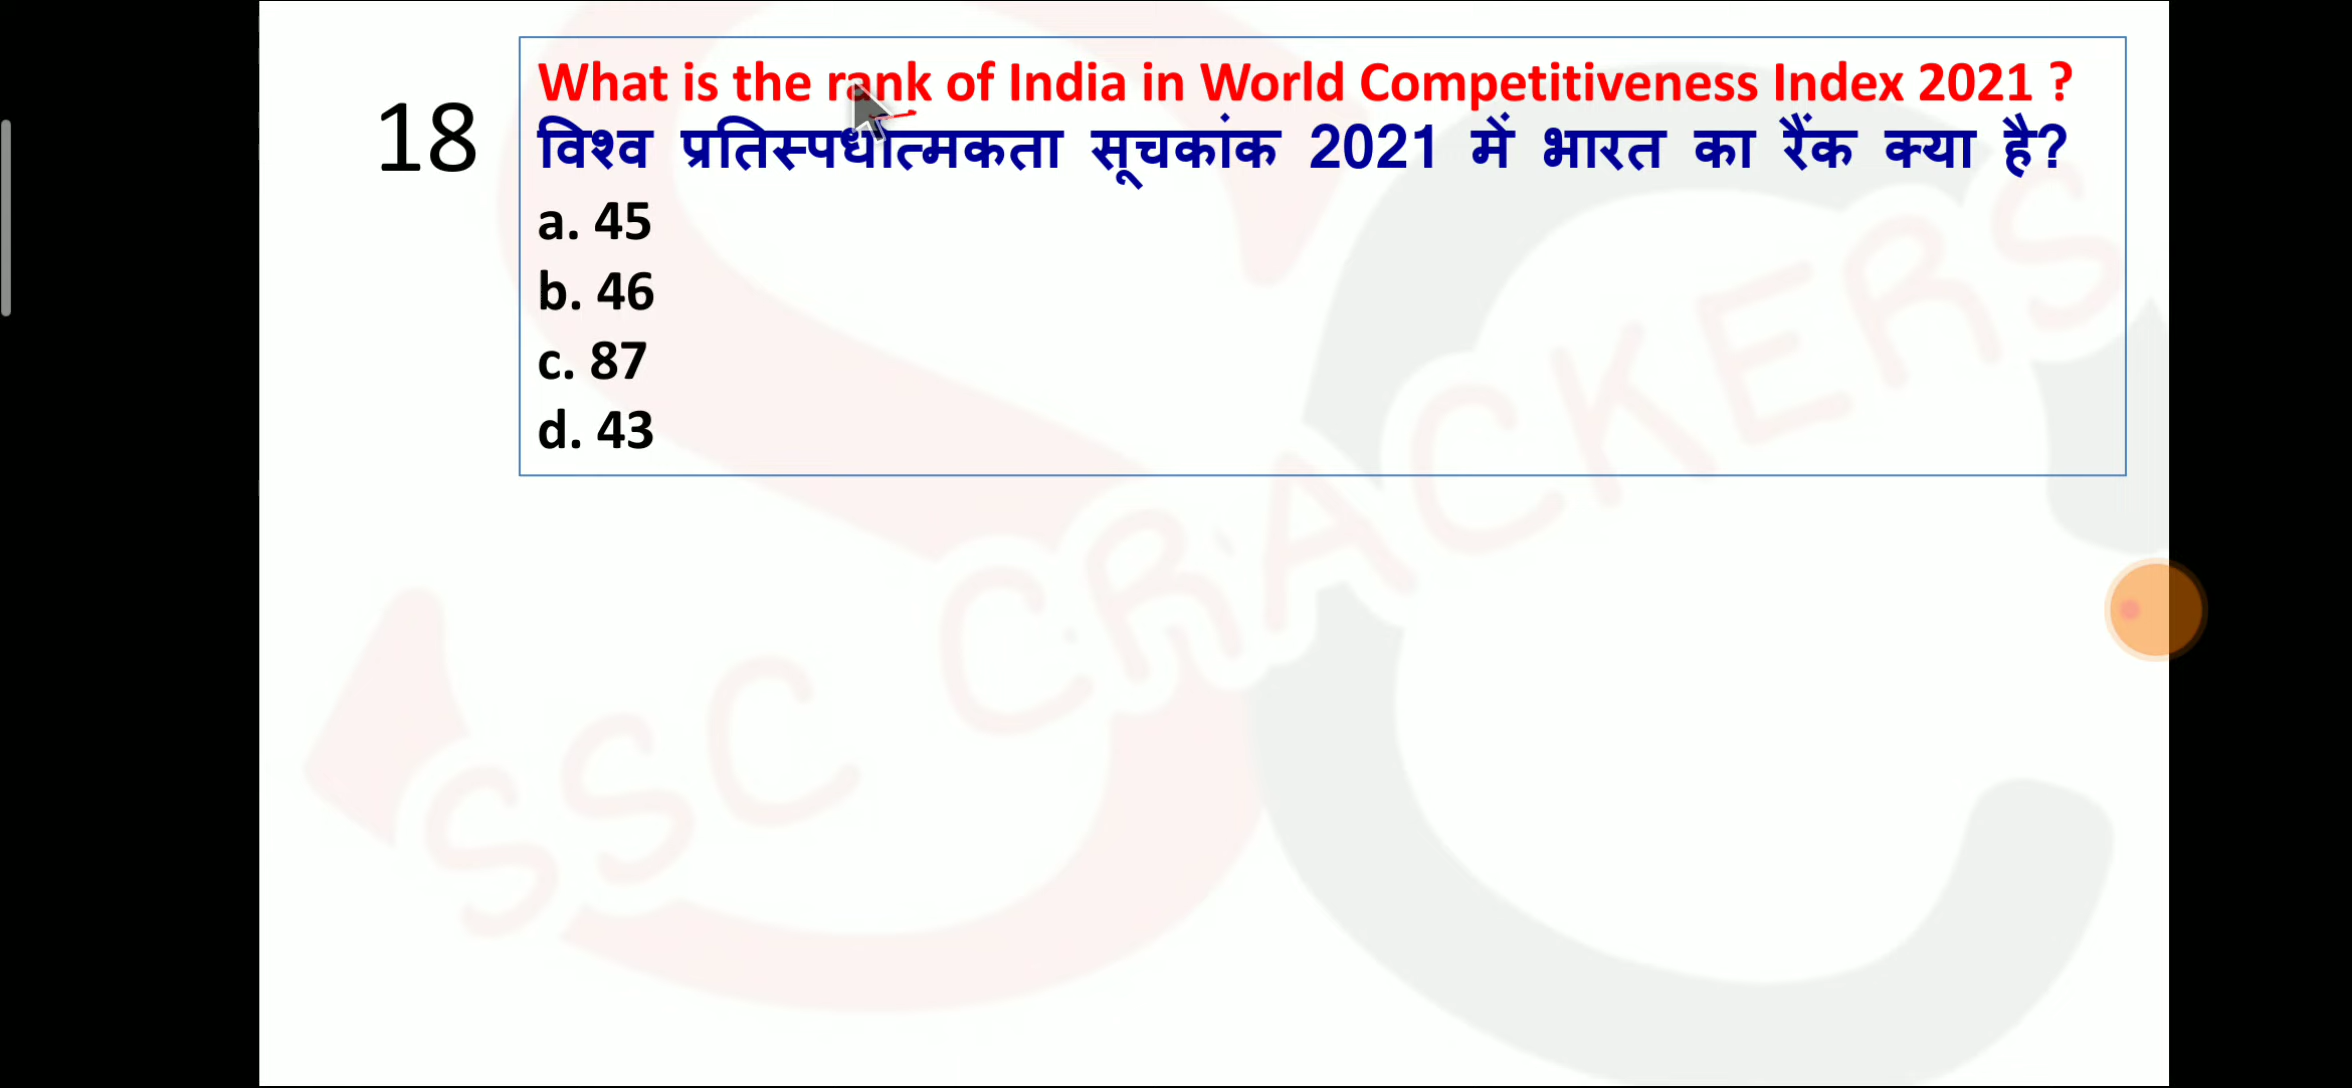 What is the rank of India in World Competitiveness Index 2021 ?
18
विश्व प्रतिस्पर्धात्मकता सूचकांक 2021 में भारत का रैंक क्या है?
a. 45
b. 46
c. 87
d. 43
SSC CRACKERS